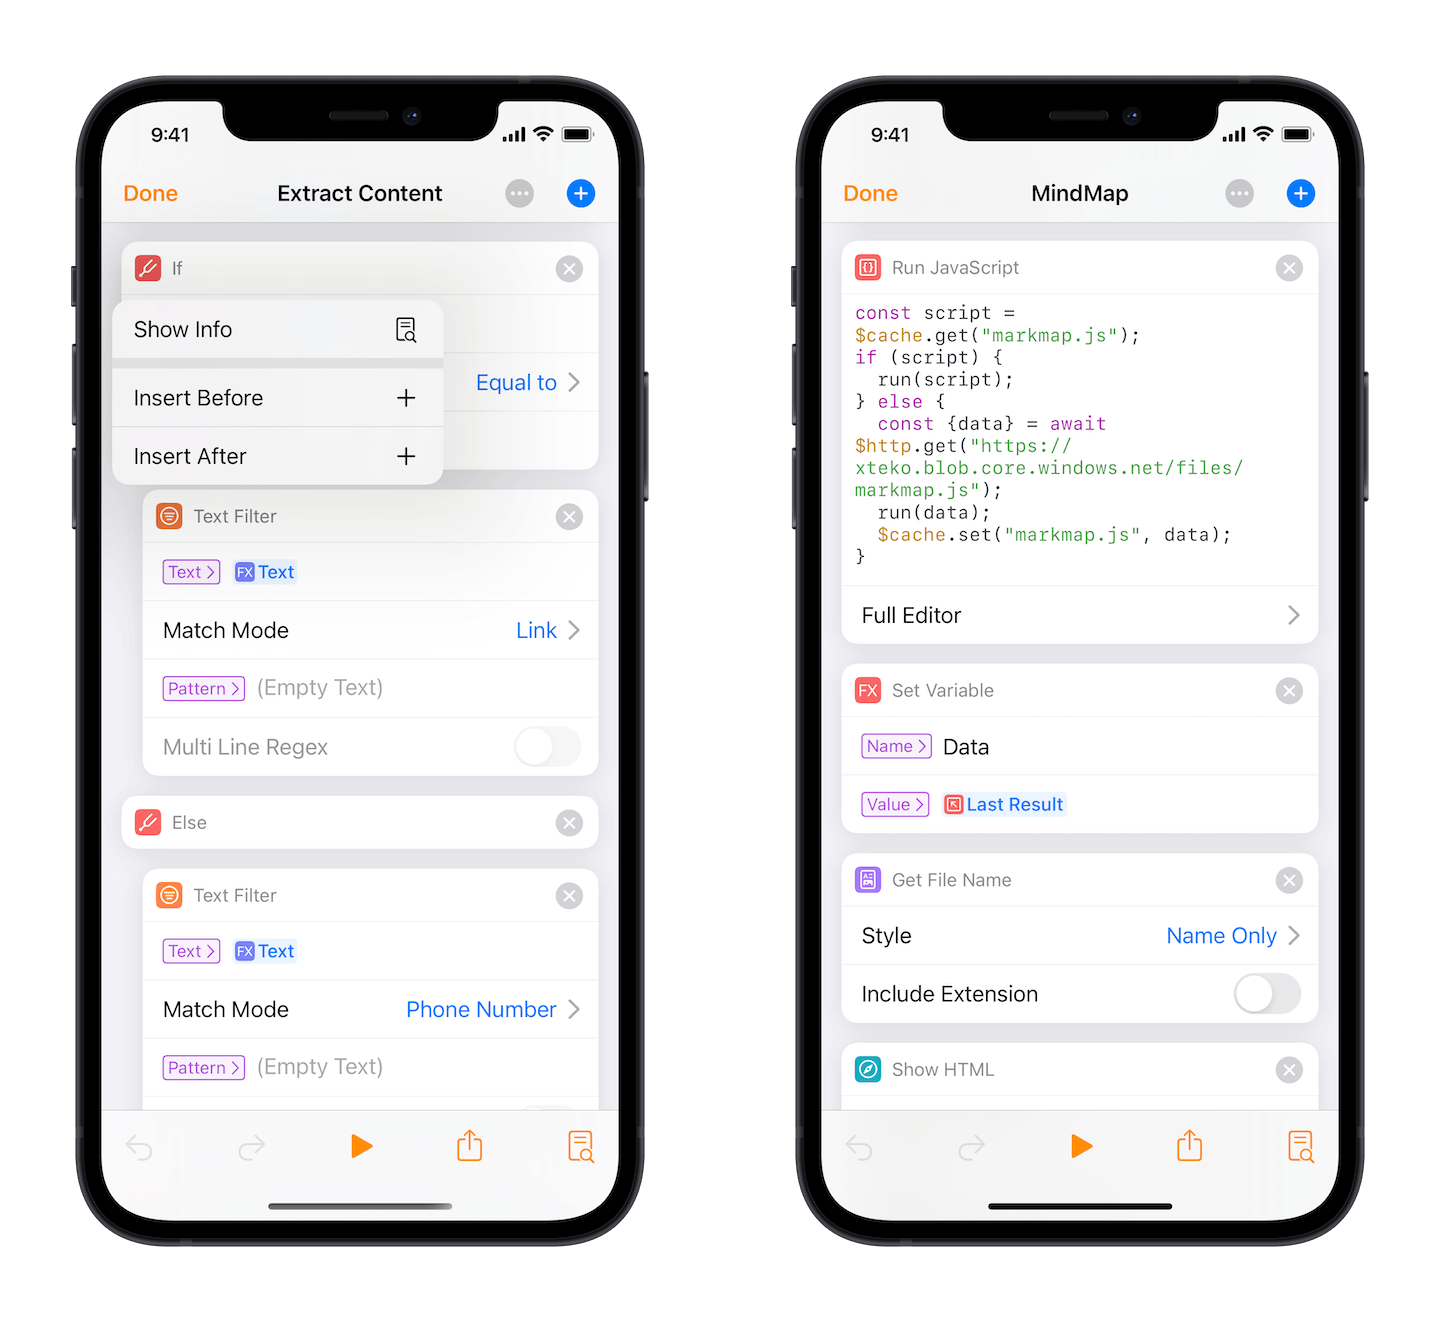 9:41
Done
Extract Content
If
Show Info
Insert Before
Equal to
Insert After
Text Filter
Text
FX Text
Match Mode
Link
Pattern
(Empty Text)
Multi Line Regex
Else
Text Filter
Text
FX Text
Match Mode
Phone Number
Pattern
(Empty Text)
9:41
Done
MindMap
Run JavaScript
const script =
$cache.get("markmap.js");
if (script) {
run(script);
} else {
const {data} = await
$http.get("https://
xteko.blob.core.windows.net/files/
markmap.js");
run(data);
$cache.set("markmap.js", data);
}
Full Editor
FX Set Variable
Name
Data
Value
Last Result
Get File Name
Style
Name Only
Include Extension
Show HTML